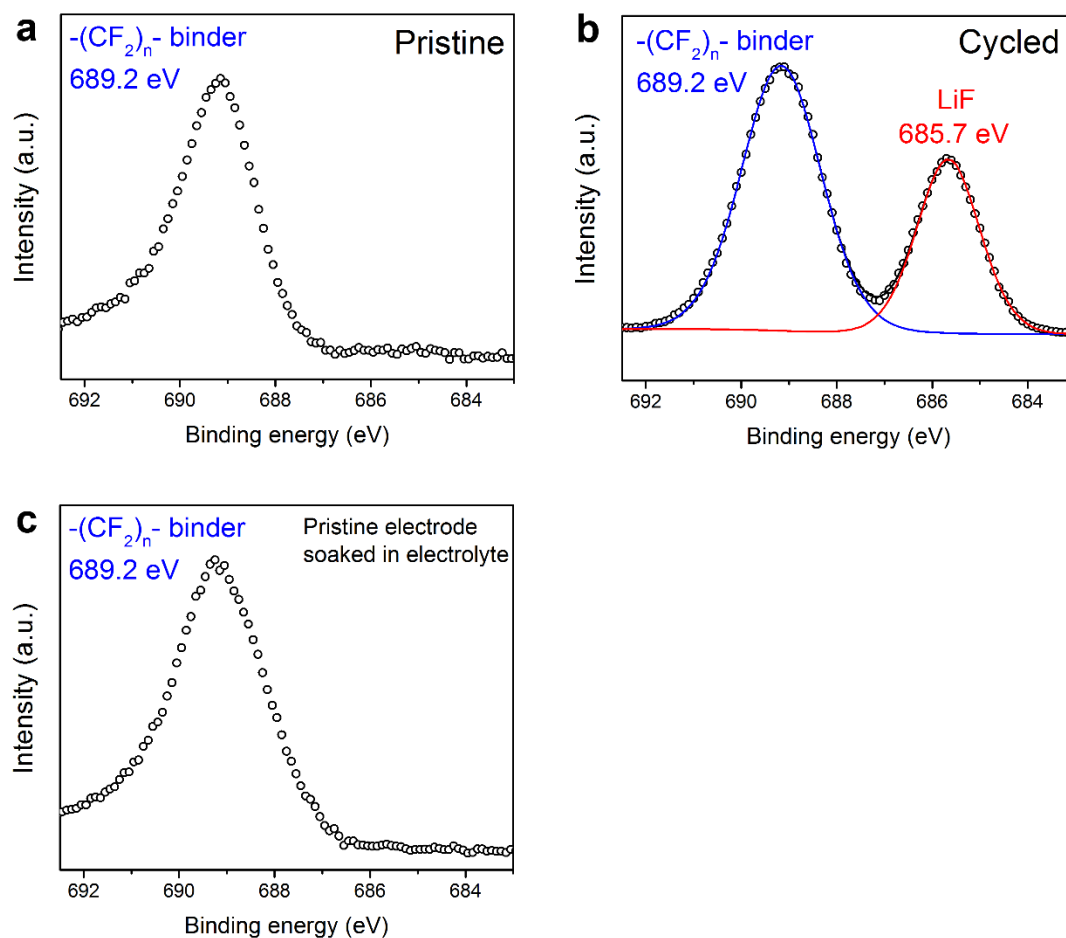 a
-(CF₂)ₙ- binder
689.2 eV
Pristine
Intensity (a.u.)
692 690 688 686 684
Binding energy (eV)
b
-(CF₂)ₙ- binder
689.2 eV
Cycled
LiF
685.7 eV
Intensity (a.u.)
692 690 688 686 684
Binding energy (eV)
c
-(CF₂)ₙ- binder
689.2 eV
Pristine electrode
soaked in electrolyte
Intensity (a.u.)
692 690 688 686 684
Binding energy (eV)